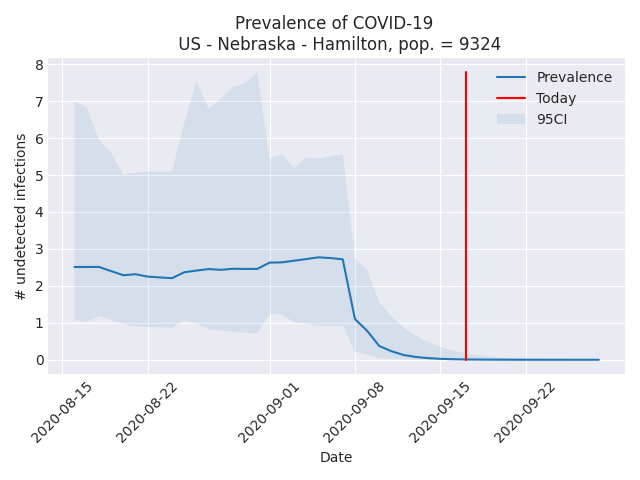 Prevalence of COVID-19
US - Nebraska - Hamilton, pop. = 9324
# undetected infections
8
7
6
5
4
3
2
1
0
Prevalence
Today
95CI
2020-08-15
2020-08-22
2020-09-01
2020-09-08
2020-09-15
2020-09-22
Date